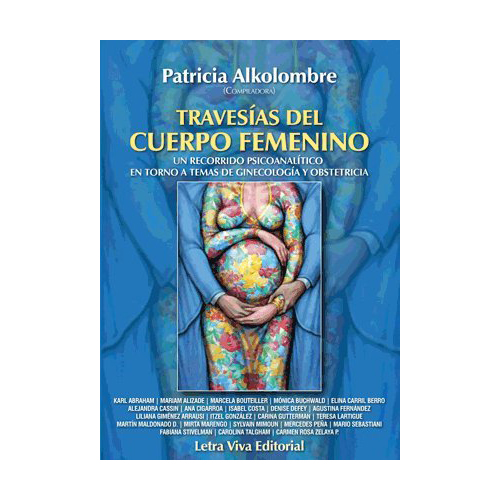 Patricia Alkolombre
(COMPILADORA)
TRAVESÍAS DEL
CUERPO FEMENINO
UN RECORRIDO PSICOANALÍTICO
EN TORNO A TEMAS DE GINECOLOGÍA Y OBSTETRICIA
KARL ABRAHAM | MARIAM ALIZADE | MARCELA BOUTEILLER | MÓNICA BUCHWALD | ELINA CARRIL BERRO
ALEJANDRA CASSIN | ANA CIGARROA | ISABEL COSTA | DENISE DEFEY | AGUSTINA FERNÁNDEZ
LILIANA GIMÉNEZ ARRAUSI | ITZEL GONZÁLEZ | CARINA GUTTERMAN | TERESA LARTIGUE
MARTÍN MALDONADO D. | MIRTA MARENGO | SYLVAIN MIMOUN | MERCEDES PEÑA | MARIO SEBASTIANI
FABIANA STIVELMAN | CAROLINA TALGHAM | CARMEN ROSA ZELAYA P.
Letra Viva Editorial